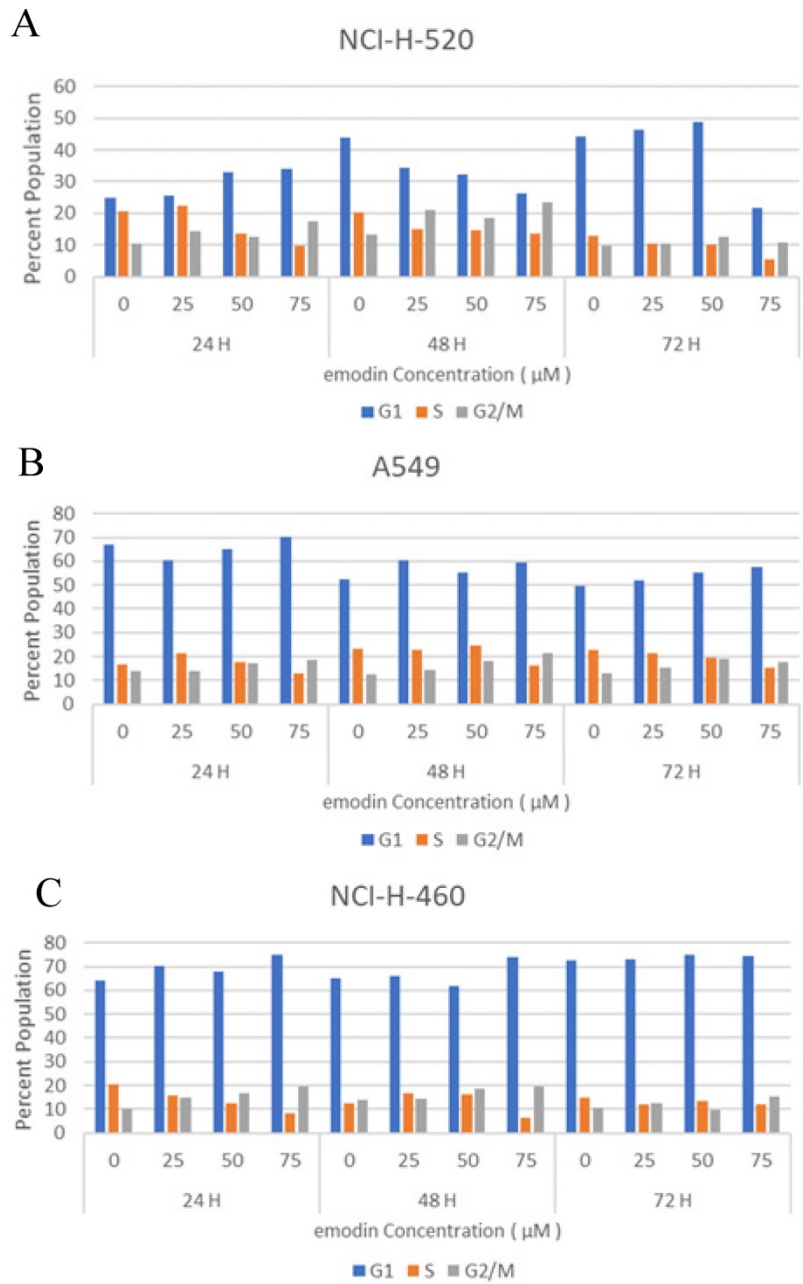 A
NCI-H-520
Percent Population
60
50
40
30
20
10
0
0 25 50 75 0 25 50 75 0 25 50 75
24 H 48 H 72 H
emodin Concentration ( µM )
G1 S G2/M
B
A549
Percent Population
80
70
60
50
40
30
20
10
0
0 25 50 75 0 25 50 75 0 25 50 75
24 H 48 H 72 H
emodin Concentration ( µM )
G1 S G2/M
C
NCI-H-460
Percent Population
80
70
60
50
40
30
20
10
0
0 25 50 75 0 25 50 75 0 25 50 75
24 H 48 H 72 H
emodin Concentration ( µM )
G1 S G2/M